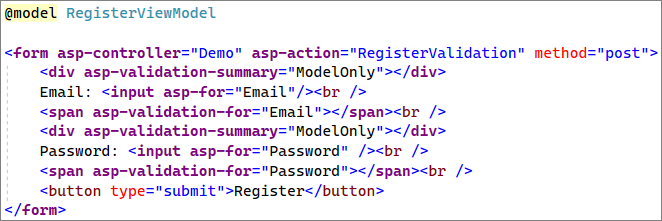 @model RegisterViewModel
<form asp-controller="Demo" asp-action="RegisterValidation" method="post">
<div asp-validation-summary="ModelOnly"></div>
Email: <input asp-for="Email"/><br />
<span asp-validation-for="Email"></span><br />
<div asp-validation-summary="ModelOnly"></div>
Password: <input asp-for="Password" /><br />
<span asp-validation-for="Password"></span><br />
<button type="submit">Register</button>
</form>